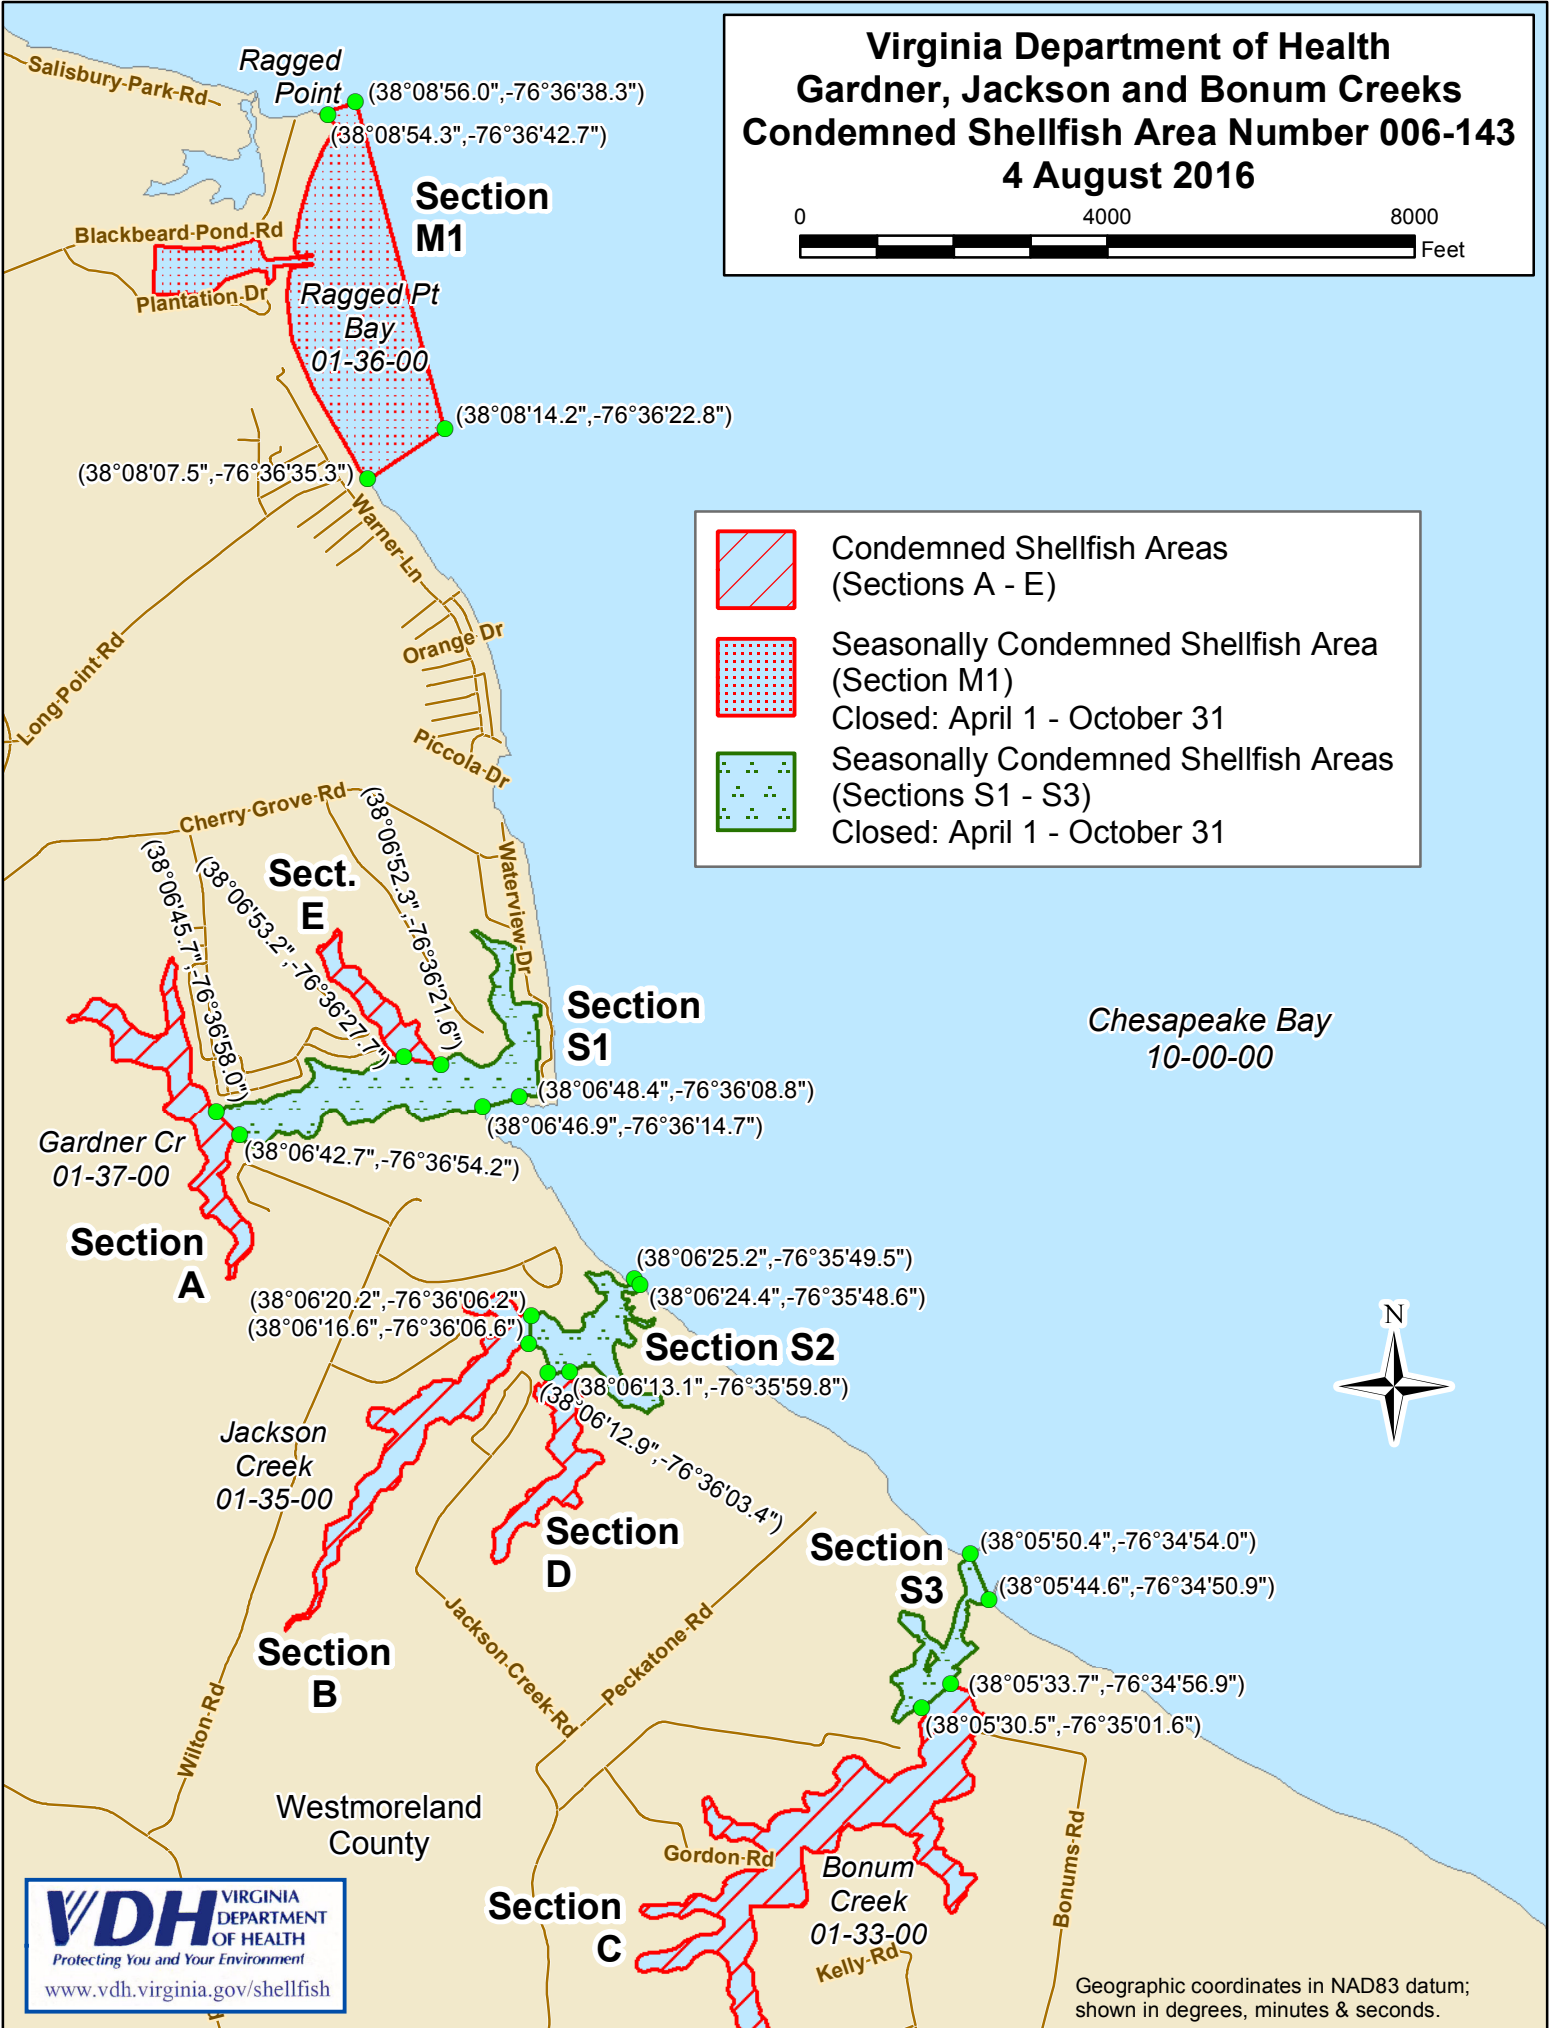 Virginia Department of Health
Gardner, Jackson and Bonum Creeks
Condemned Shellfish Area Number 006-143
4 August 2016
0 4000 8000
Feet
Salisbury Park Rd
Ragged
Point
(38°08'56.0",-76°36'38.3")
(38°08'54.3",-76°36'42.7")
Section
M1
Blackbeard Pond Rd
Plantation Dr
Ragged Pt
Bay
01-36-00
(38°08'14.2",-76°36'22.8")
(38°08'07.5",-76°36'35.3")
Warner Ln
Orange Dr
Long Point Rd
Piccola Dr
Condemned Shellfish Areas
(Sections A - E)
Seasonally Condemned Shellfish Area
(Section M1)
Closed: April 1 - October 31
Seasonally Condemned Shellfish Areas
(Sections S1 - S3)
Closed: April 1 - October 31
Cherry Grove Rd
(38°06'45.7",-76°36'58.0")
(38°06'53.2",-76°36'27.7")
(38°06'52.3",-76°36'21.6")
Waterview Dr
Sect.
E
Section
S1
Chesapeake Bay
10-00-00
(38°06'48.4",-76°36'08.8")
(38°06'46.9",-76°36'14.7")
Gardner Cr
01-37-00
(38°06'42.7",-76°36'54.2")
Section
A
(38°06'25.2",-76°35'49.5")
(38°06'24.4",-76°35'48.6")
(38°06'20.2",-76°36'06.2")
(38°06'16.6",-76°36'06.6")
Section S2
(38°06'13.1",-76°35'59.8")
(38°06'12.9",-76°36'03.4")
N
Jackson
Creek
01-35-00
Section
D
Section
S3
(38°05'50.4",-76°34'54.0")
(38°05'44.6",-76°34'50.9")
Jackson Creek Rd
Peckatone Rd
Section
B
(38°05'33.7",-76°34'56.9")
(38°05'30.5",-76°35'01.6")
Wilton Rd
Westmoreland
County
Gordon Rd
Bonum
Creek
01-33-00
Bonums Rd
Section
C
Kelly Rd
VDH
VIRGINIA
DEPARTMENT
OF HEALTH
Protecting You and Your Environment
www.vdh.virginia.gov/shellfish
Geographic coordinates in NAD83 datum;
shown in degrees, minutes & seconds.